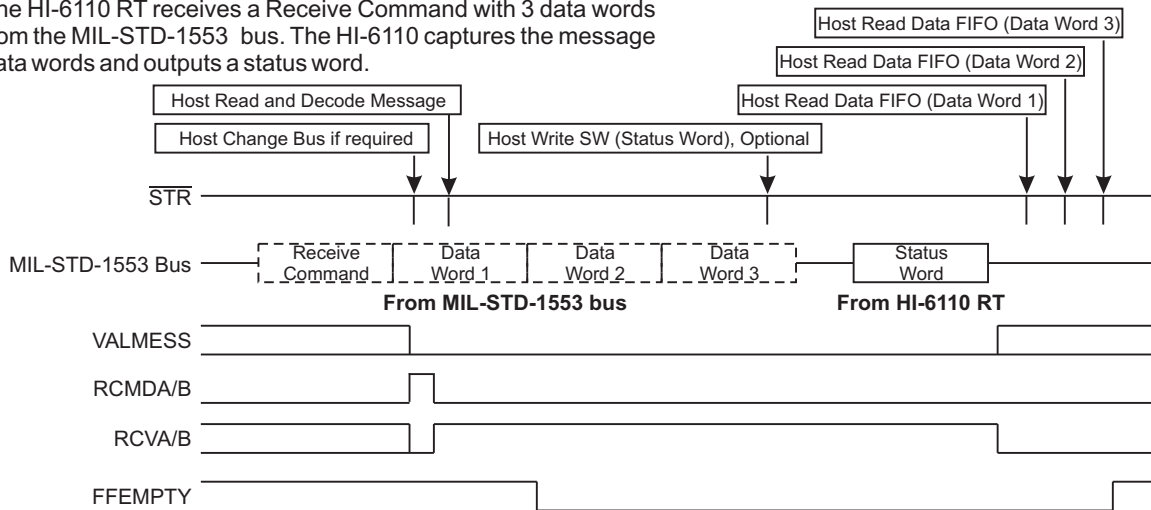 he HI-6110 RT receives a Receive Command with 3 data words
om the MIL-STD-1553 bus. The HI-6110 captures the message
ata words and outputs a status word.
Host Read Data FIFO (Data Word 3)
Host Read Data FIFO (Data Word 2)
Host Read and Decode Message
Host Read Data FIFO (Data Word 1)
Host Change Bus if required
Host Write SW (Status Word), Optional
STR
MIL-STD-1553 Bus
Receive
Command
Data
Word 1
Data
Word 2
Data
Word 3
Status
Word
From MIL-STD-1553 bus
From HI-6110 RT
VALMESS
RCMDA/B
RCVA/B
FFEMPTY